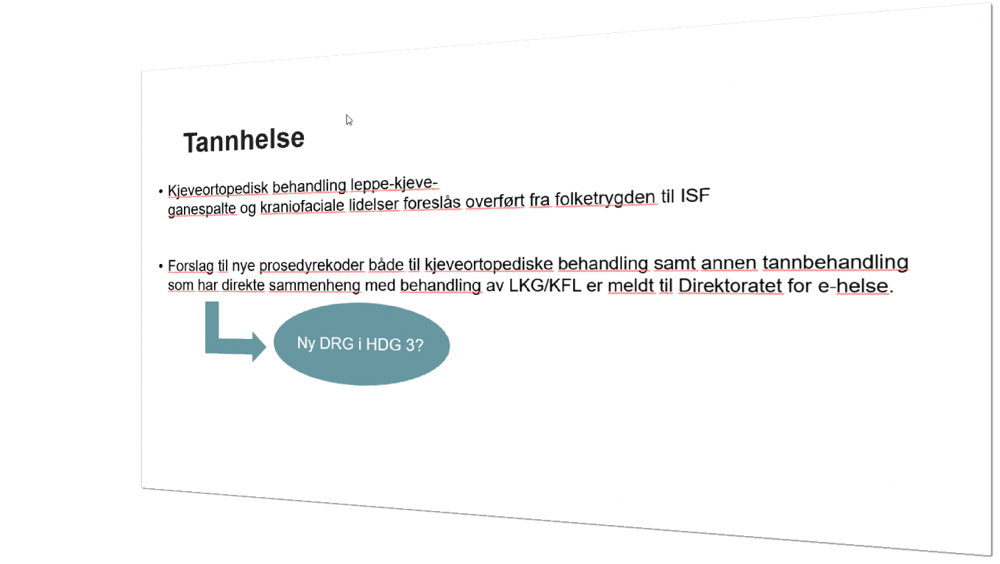 Tannhelse
• Kjeveortopedisk behandling leppe-kjeve-
ganespalte og kraniofaciale lidelser foreslås overført fra folketrygden til ISF
• Forslag til nye prosedyrekoder både til kjeveortopediske behandling samt annen tannbehandling
som har direkte sammenheng med behandling av LKG/KFL er meldt til Direktoratet for e-helse.
Ny DRG i HDG 3?